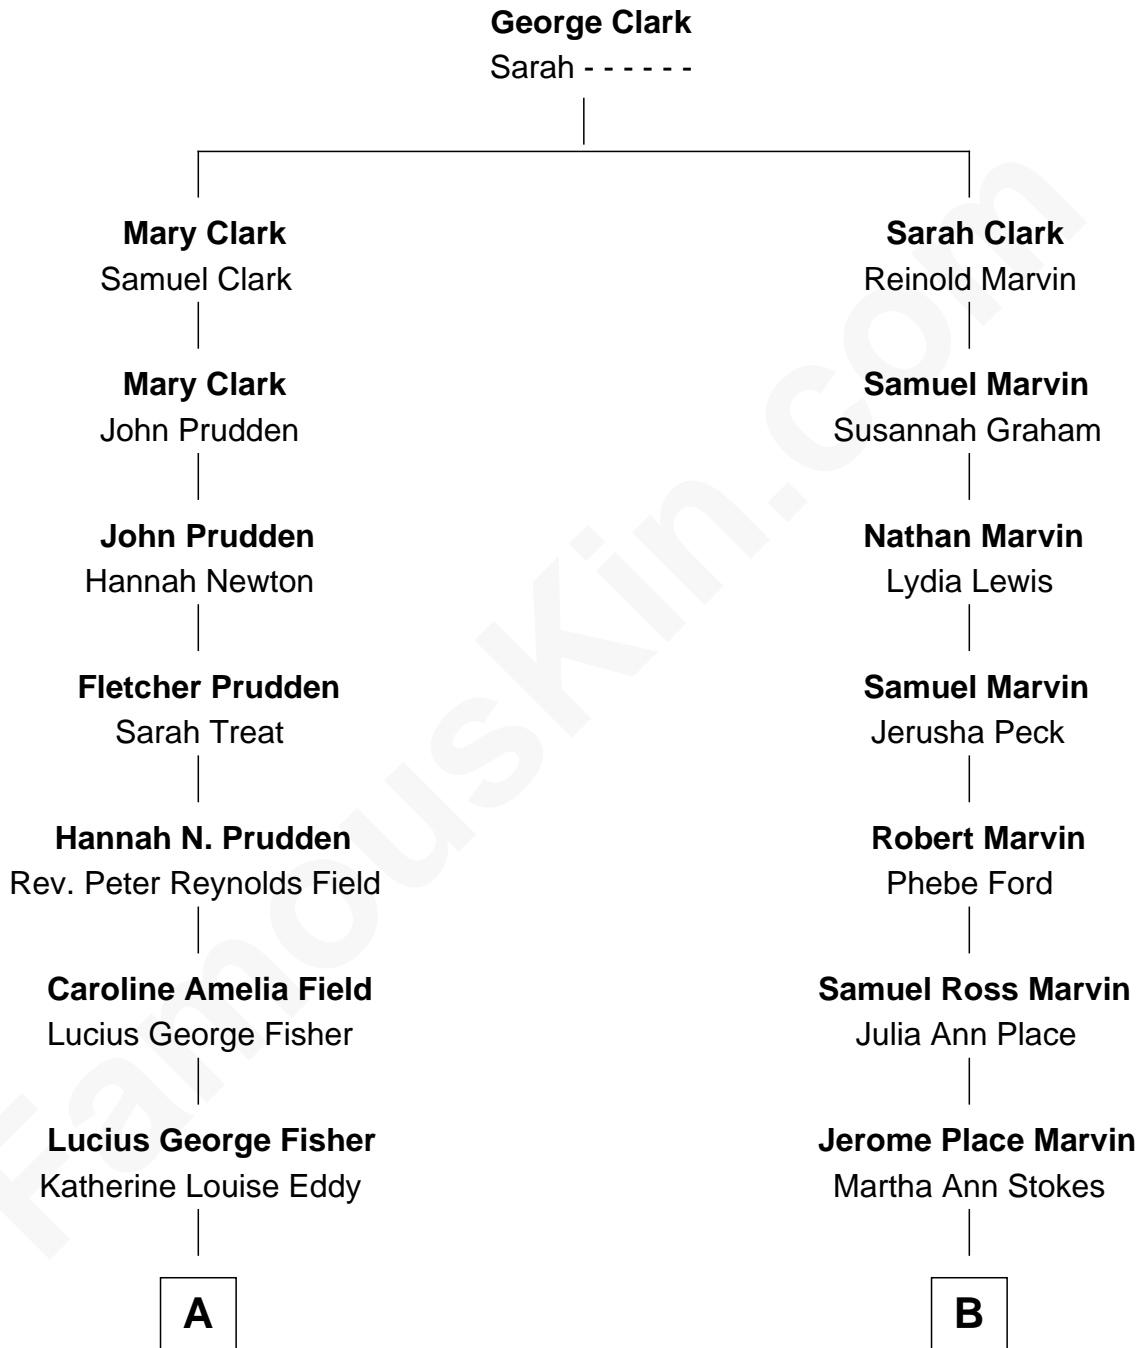 George Clark
Sarah - - - - - -
Mary Clark
Samuel Clark
Sarah Clark
Reinold Marvin
Mary Clark
John Prudden
Samuel Marvin
Susannah Graham
John Prudden
Hannah Newton
Nathan Marvin
Lydia Lewis
Fletcher Prudden
Sarah Treat
Samuel Marvin
Jerusha Peck
Hannah N. Prudden
Rev. Peter Reynolds Field
Robert Marvin
Phebe Ford
Caroline Amelia Field
Lucius George Fisher
Samuel Ross Marvin
Julia Ann Place
Lucius George Fisher
Katherine Louise Eddy
Jerome Place Marvin
Martha Ann Stokes
A
B
FamousKin.com